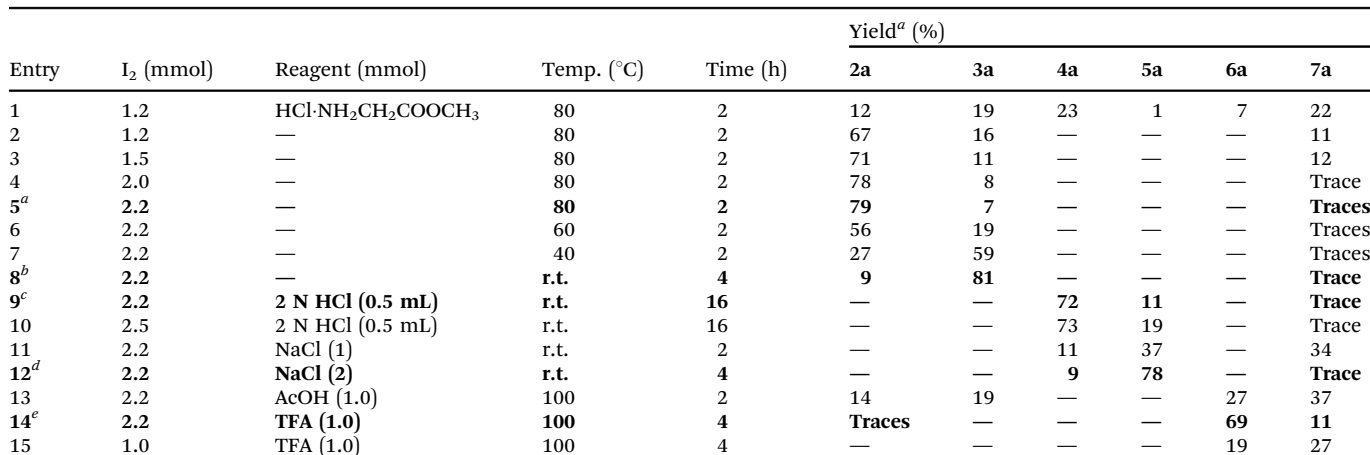 Yieldᵃ (%)
Entry I₂ (mmol) Reagent (mmol) Temp. (°C) Time (h) 2a 3a 4a 5a 6a 7a
1 1.2 HCl·NH₂CH₂COOCH₃ 80 2 12 19 23 1 7 22
2 1.2 — 80 2 67 16 — — — 11
3 1.5 — 80 2 71 11 — — — 12
4 2.0 — 80 2 78 8 — — — Trace
5ᵃ 2.2 — 80 2 79 7 — — — Traces
6 2.2 — 60 2 56 19 — — — Traces
7 2.2 — 40 2 27 59 — — — Traces
8ᵇ 2.2 — r.t. 4 9 81 — — — Trace
9ᶜ 2.2 2 N HCl (0.5 mL) r.t. 16 — — 72 11 — Trace
10 2.5 2 N HCl (0.5 mL) r.t. 16 — — 73 19 — Trace
11 2.2 NaCl (1) r.t. 2 — — 11 37 — 34
12ᵈ 2.2 NaCl (2) r.t. 4 — — 9 78 — Trace
13 2.2 AcOH (1.0) 100 2 14 19 — — 27 37
14ᵉ 2.2 TFA (1.0) 100 4 Traces — — — 69 11
15 1.0 TFA (1.0) 100 4 — — — — 19 27